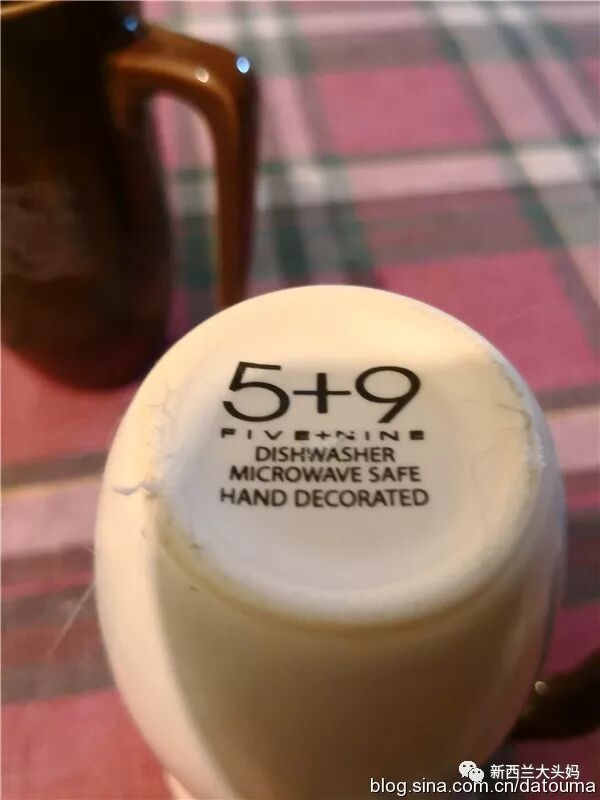 5+9
FIVE+NINE
DISHWASHER
MICROWAVE SAFE
HAND DECORATED
新西兰大头妈
blog.sina.com.cn/datouma